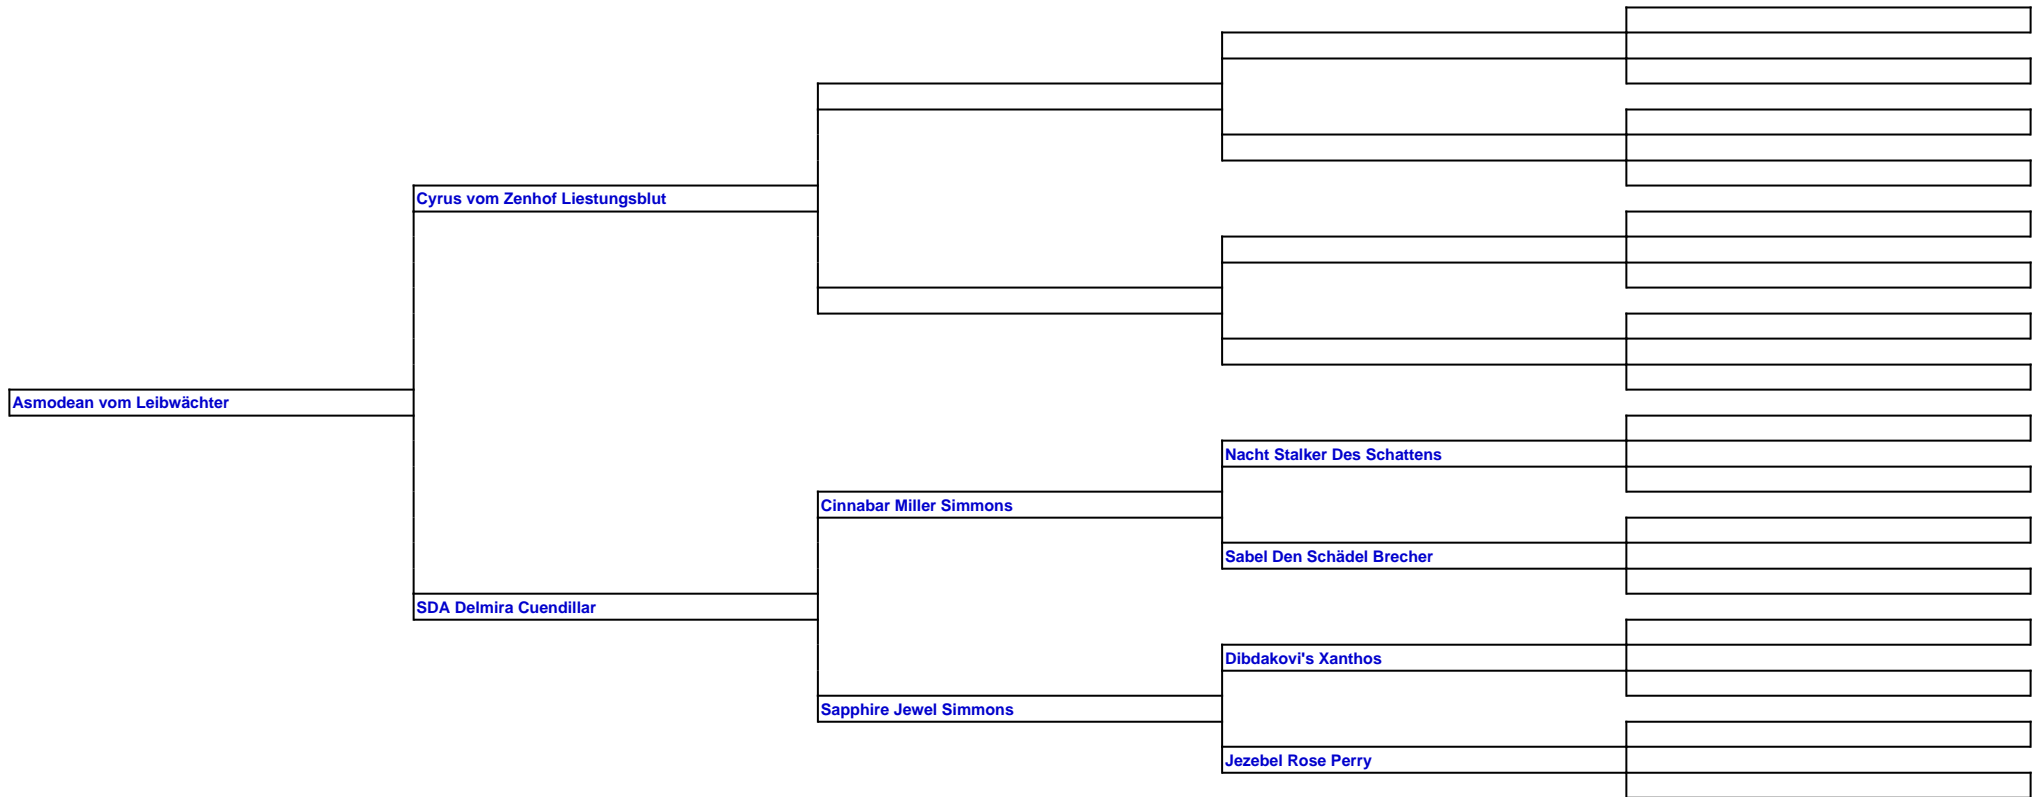 Cyrus vom Zenhof Liestungsblut
Asmodean vom Leibwächter
Nacht Stalker Des Schattens
Cinnabar Miller Simmons
Sabel Den Schädel Brecher
SDA Delmira Cuendillar
Dibdakovi's Xanthos
Sapphire Jewel Simmons
Jezebel Rose Perry